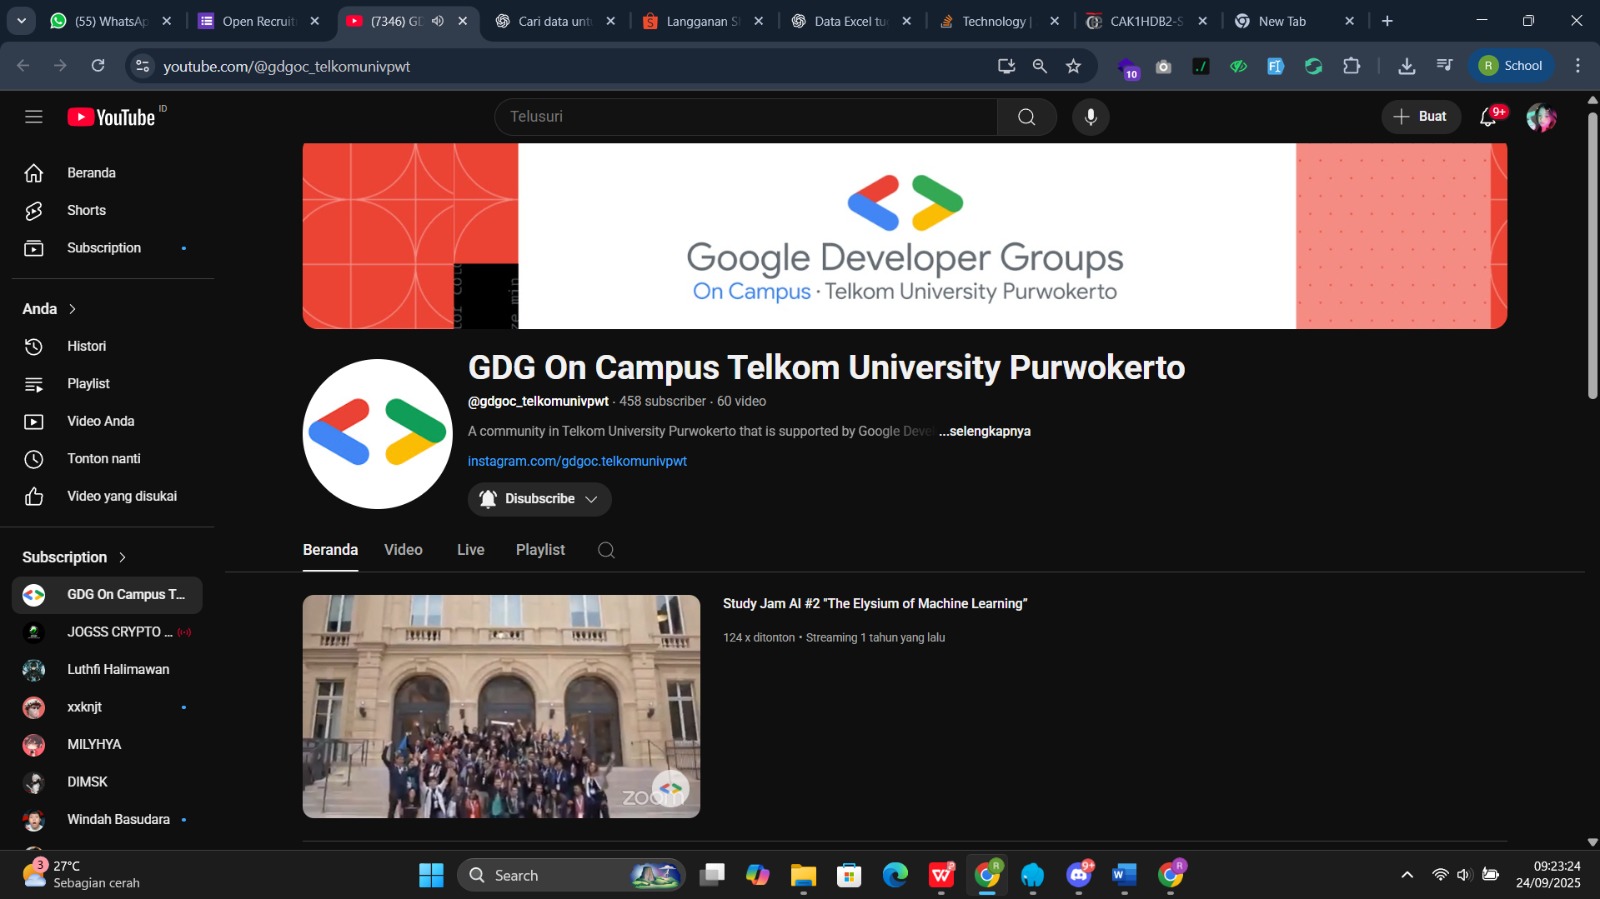 (55) WhatsAp
Open Recruit
(7346) GD
Cari data unt
Langganan S
Data Excel tu
Technology |
CAK1HDB2-S
New Tab
youtube.com/@gdgoc_telkomunivpwt
10
R School
YouTube ID
Telusuri
Buat
9+
Beranda
Shorts
Subscription
Anda
Histori
Playlist
Video Anda
Tonton nanti
Video yang disukai
Subscription
GDG On Campus T...
JOGSS CRYPTO ...
Luthfi Halimawan
xxknjt
MILYHYA
DIMSK
Windah Basudara
Google Developer Groups
On Campus · Telkom University Purwokerto
GDG On Campus Telkom University Purwokerto
@gdgoc_telkomunivpwt · 458 subscriber · 60 video
A community in Telkom University Purwokerto that is supported by Google Devel ...selengkapnya
instagram.com/gdgoc.telkomunivpwt
Disubscribe
Beranda Video Live Playlist
Study Jam AI #2 "The Elysium of Machine Learning"
124 x ditonton • Streaming 1 tahun yang lalu
zoom
3
27°C
Sebagian cerah
Search
R
9+
W
R
09:23:24
24/09/2025